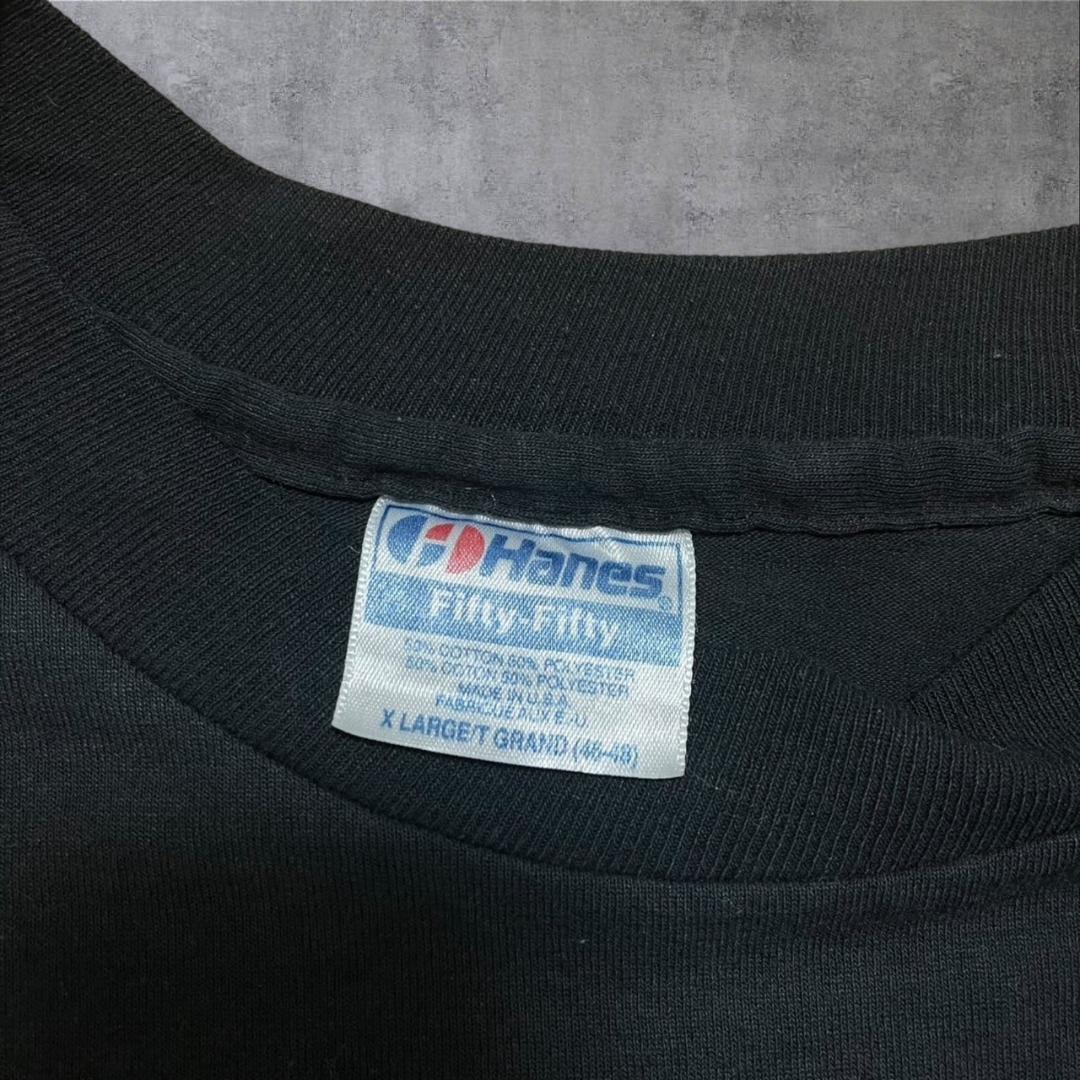 Hanes®
Fifty-Fifty
50% COTTON 50% POLYESTER
50% COTON 50% POLYESTER
MADE IN U.S.A.
FABRIQUE AUX E.-U.
X LARGE/T GRAND (46-48)